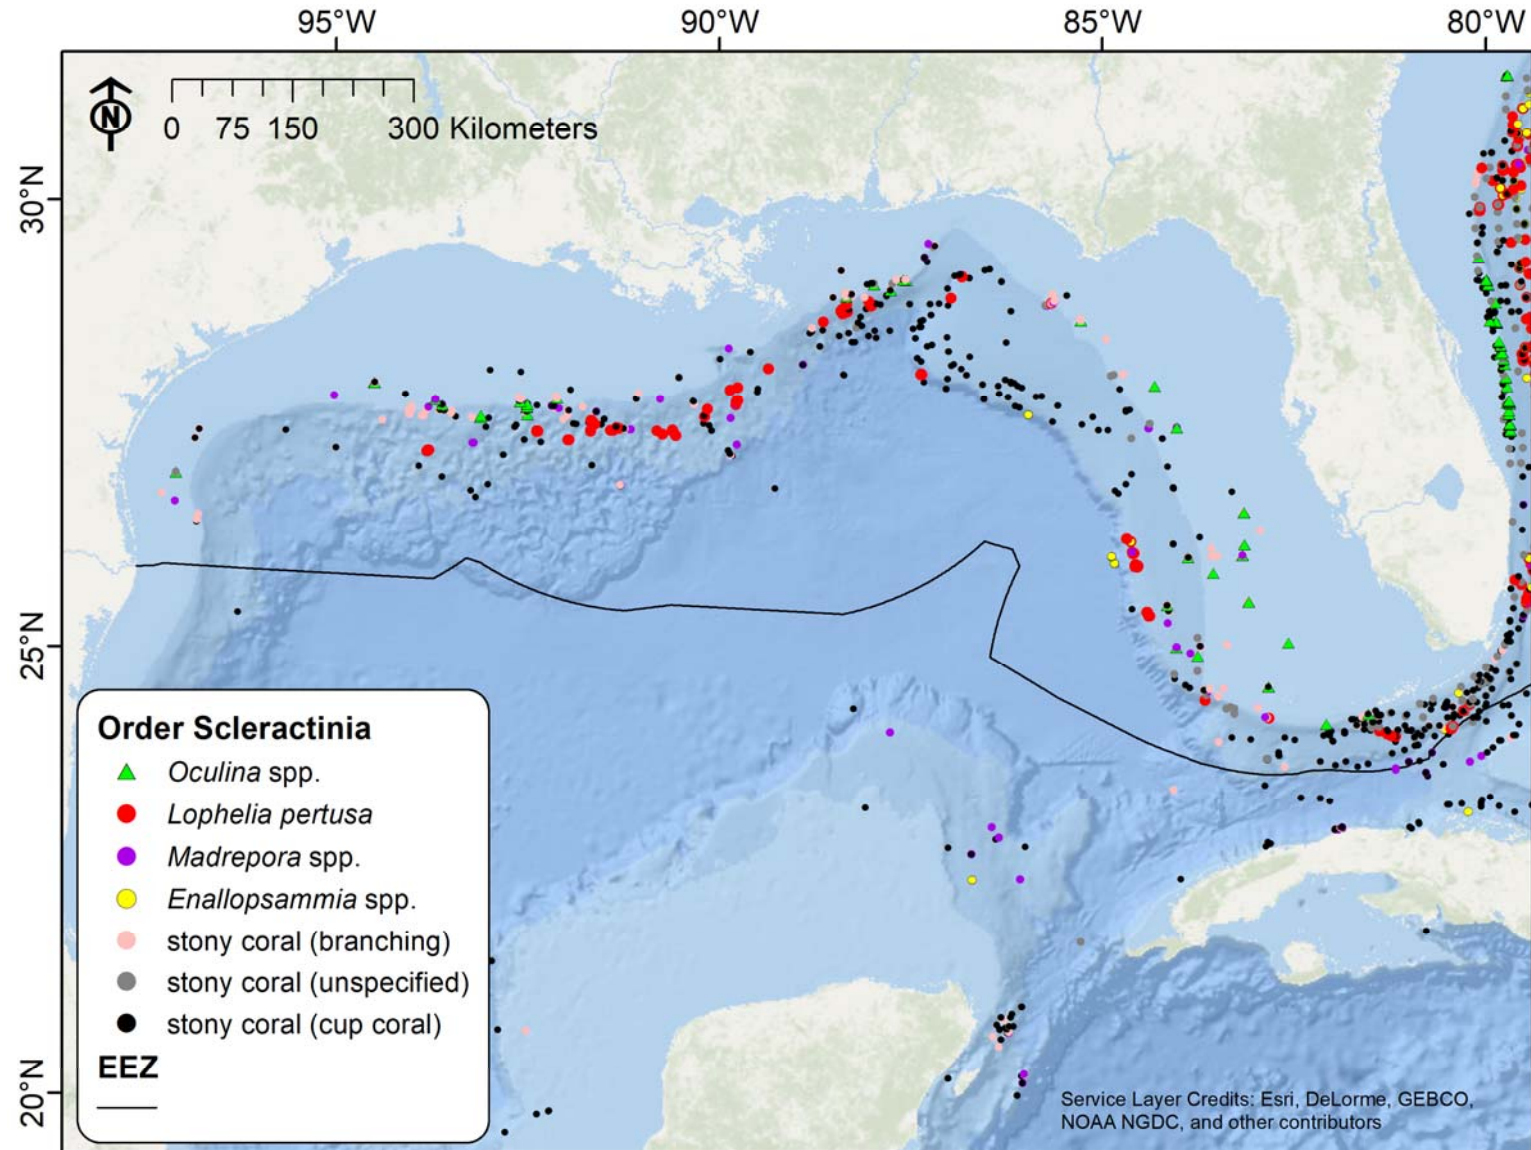 95°W 90°W 85°W 80°W
N
0 75 150 300 Kilometers
30°N
25°N
20°N
Order Scleractinia
Oculina spp.
Lophelia pertusa
Madrepora spp.
Enallopsammia spp.
stony coral (branching)
stony coral (unspecified)
stony coral (cup coral)
EEZ
Service Layer Credits: Esri, DeLorme, GEBCO,
NOAA NGDC, and other contributors